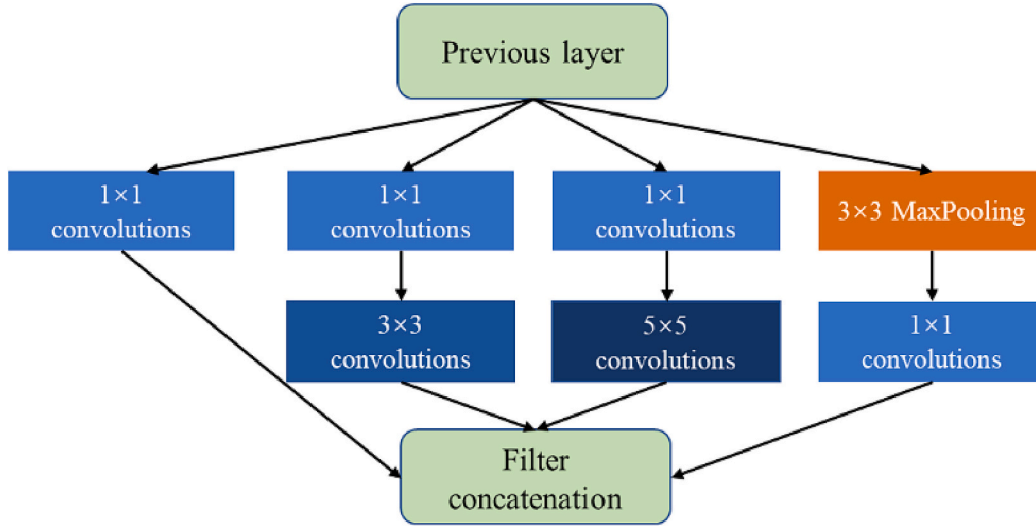 Previous layer
1×1
convolutions
1×1
convolutions
1×1
convolutions
3×3 MaxPooling
3×3
convolutions
5×5
convolutions
1×1
convolutions
Filter
concatenation